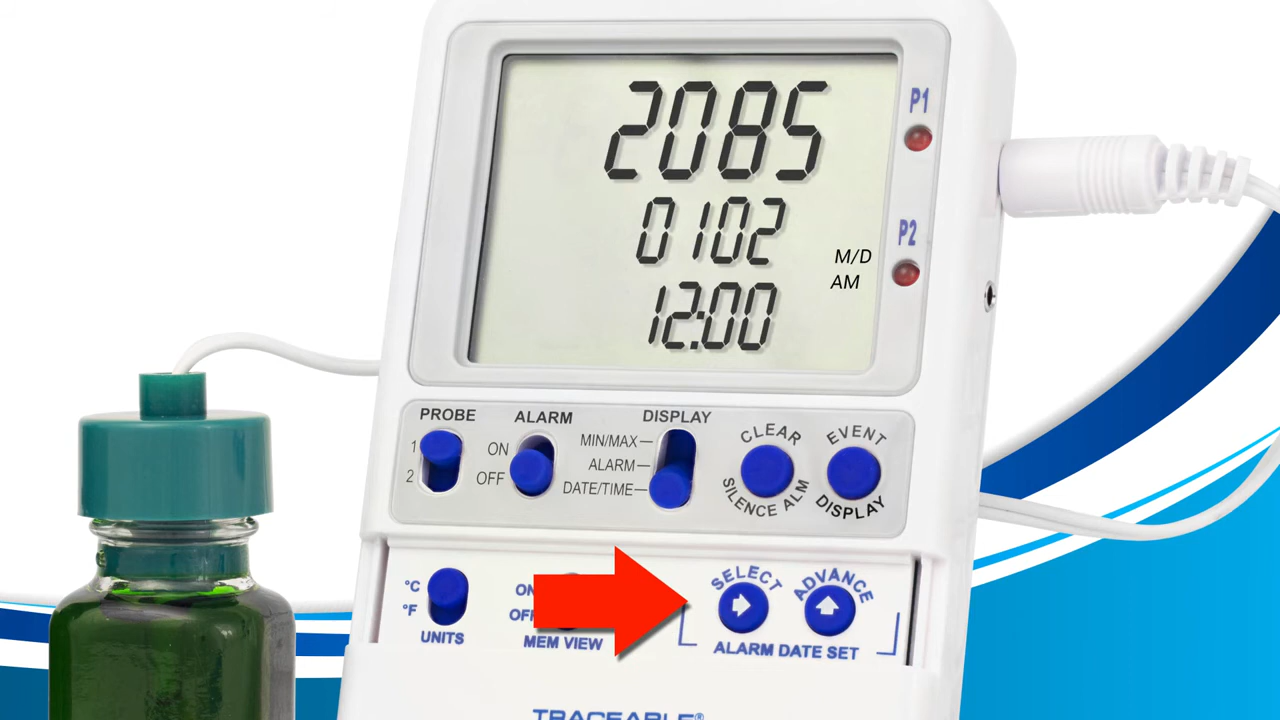 2085
P1
0102
P2
M/D
AM
12:00
PROBE
ALARM
DISPLAY
1
2
ON
OFF
MIN/MAX
ALARM
DATE/TIME
CLEAR
SILENCE ALM
EVENT
DISPLAY
°C
°F
UNITS
MEM VIEW
SELECT
ADVANCE
ALARM DATE SET
TRACEABLE®